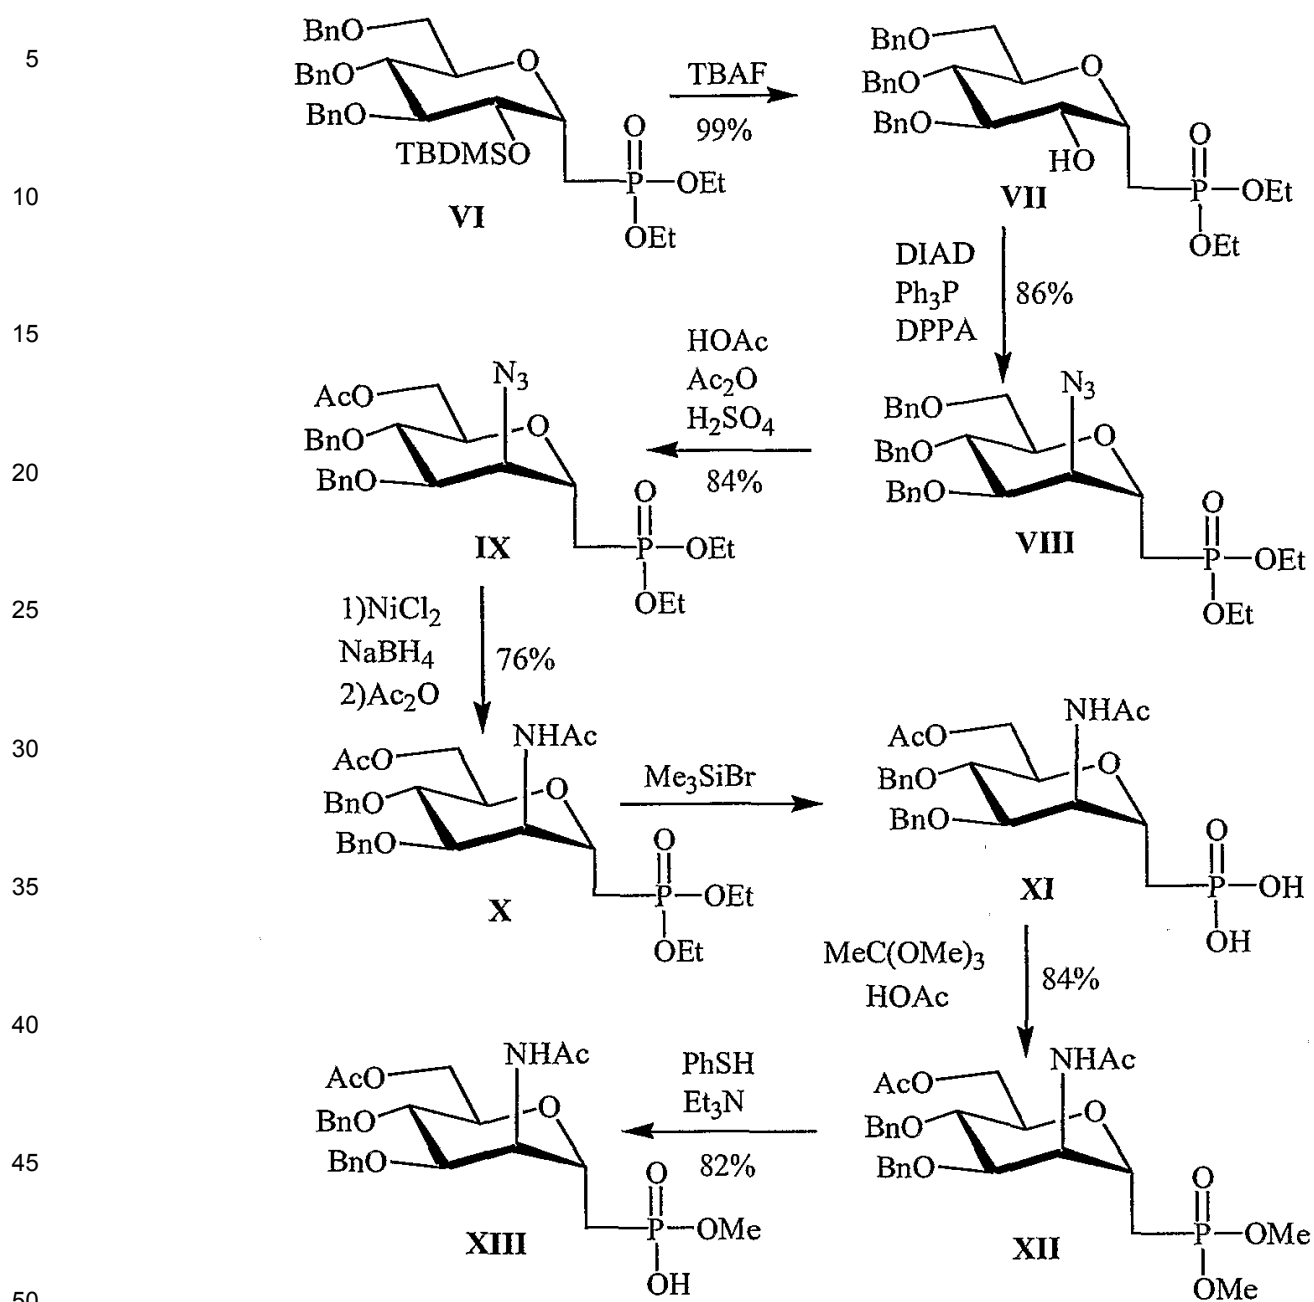 5
10
15
20
25
30
35
40
45
50
BnO
BnO
BnO
TBDMSO
O
O
P
OEt
OEt
VI
TBAF
99%
BnO
BnO
BnO
HO
O
O
P
OEt
OEt
VII
DIAD
Ph3P
DPPA
86%
BnO
BnO
BnO
N3
O
O
P
OEt
OEt
VIII
HOAc
Ac2O
H2SO4
84%
AcO
BnO
BnO
N3
O
O
P
OEt
OEt
IX
1)NiCl2
NaBH4
2)Ac2O
76%
AcO
BnO
BnO
NHAc
O
O
P
OEt
OEt
X
Me3SiBr
AcO
BnO
BnO
NHAc
O
O
P
OH
OH
XI
MeC(OMe)3
HOAc
84%
AcO
BnO
BnO
NHAc
O
O
P
OMe
OMe
XII
PhSH
Et3N
82%
AcO
BnO
BnO
NHAc
O
O
P
OMe
OH
XIII